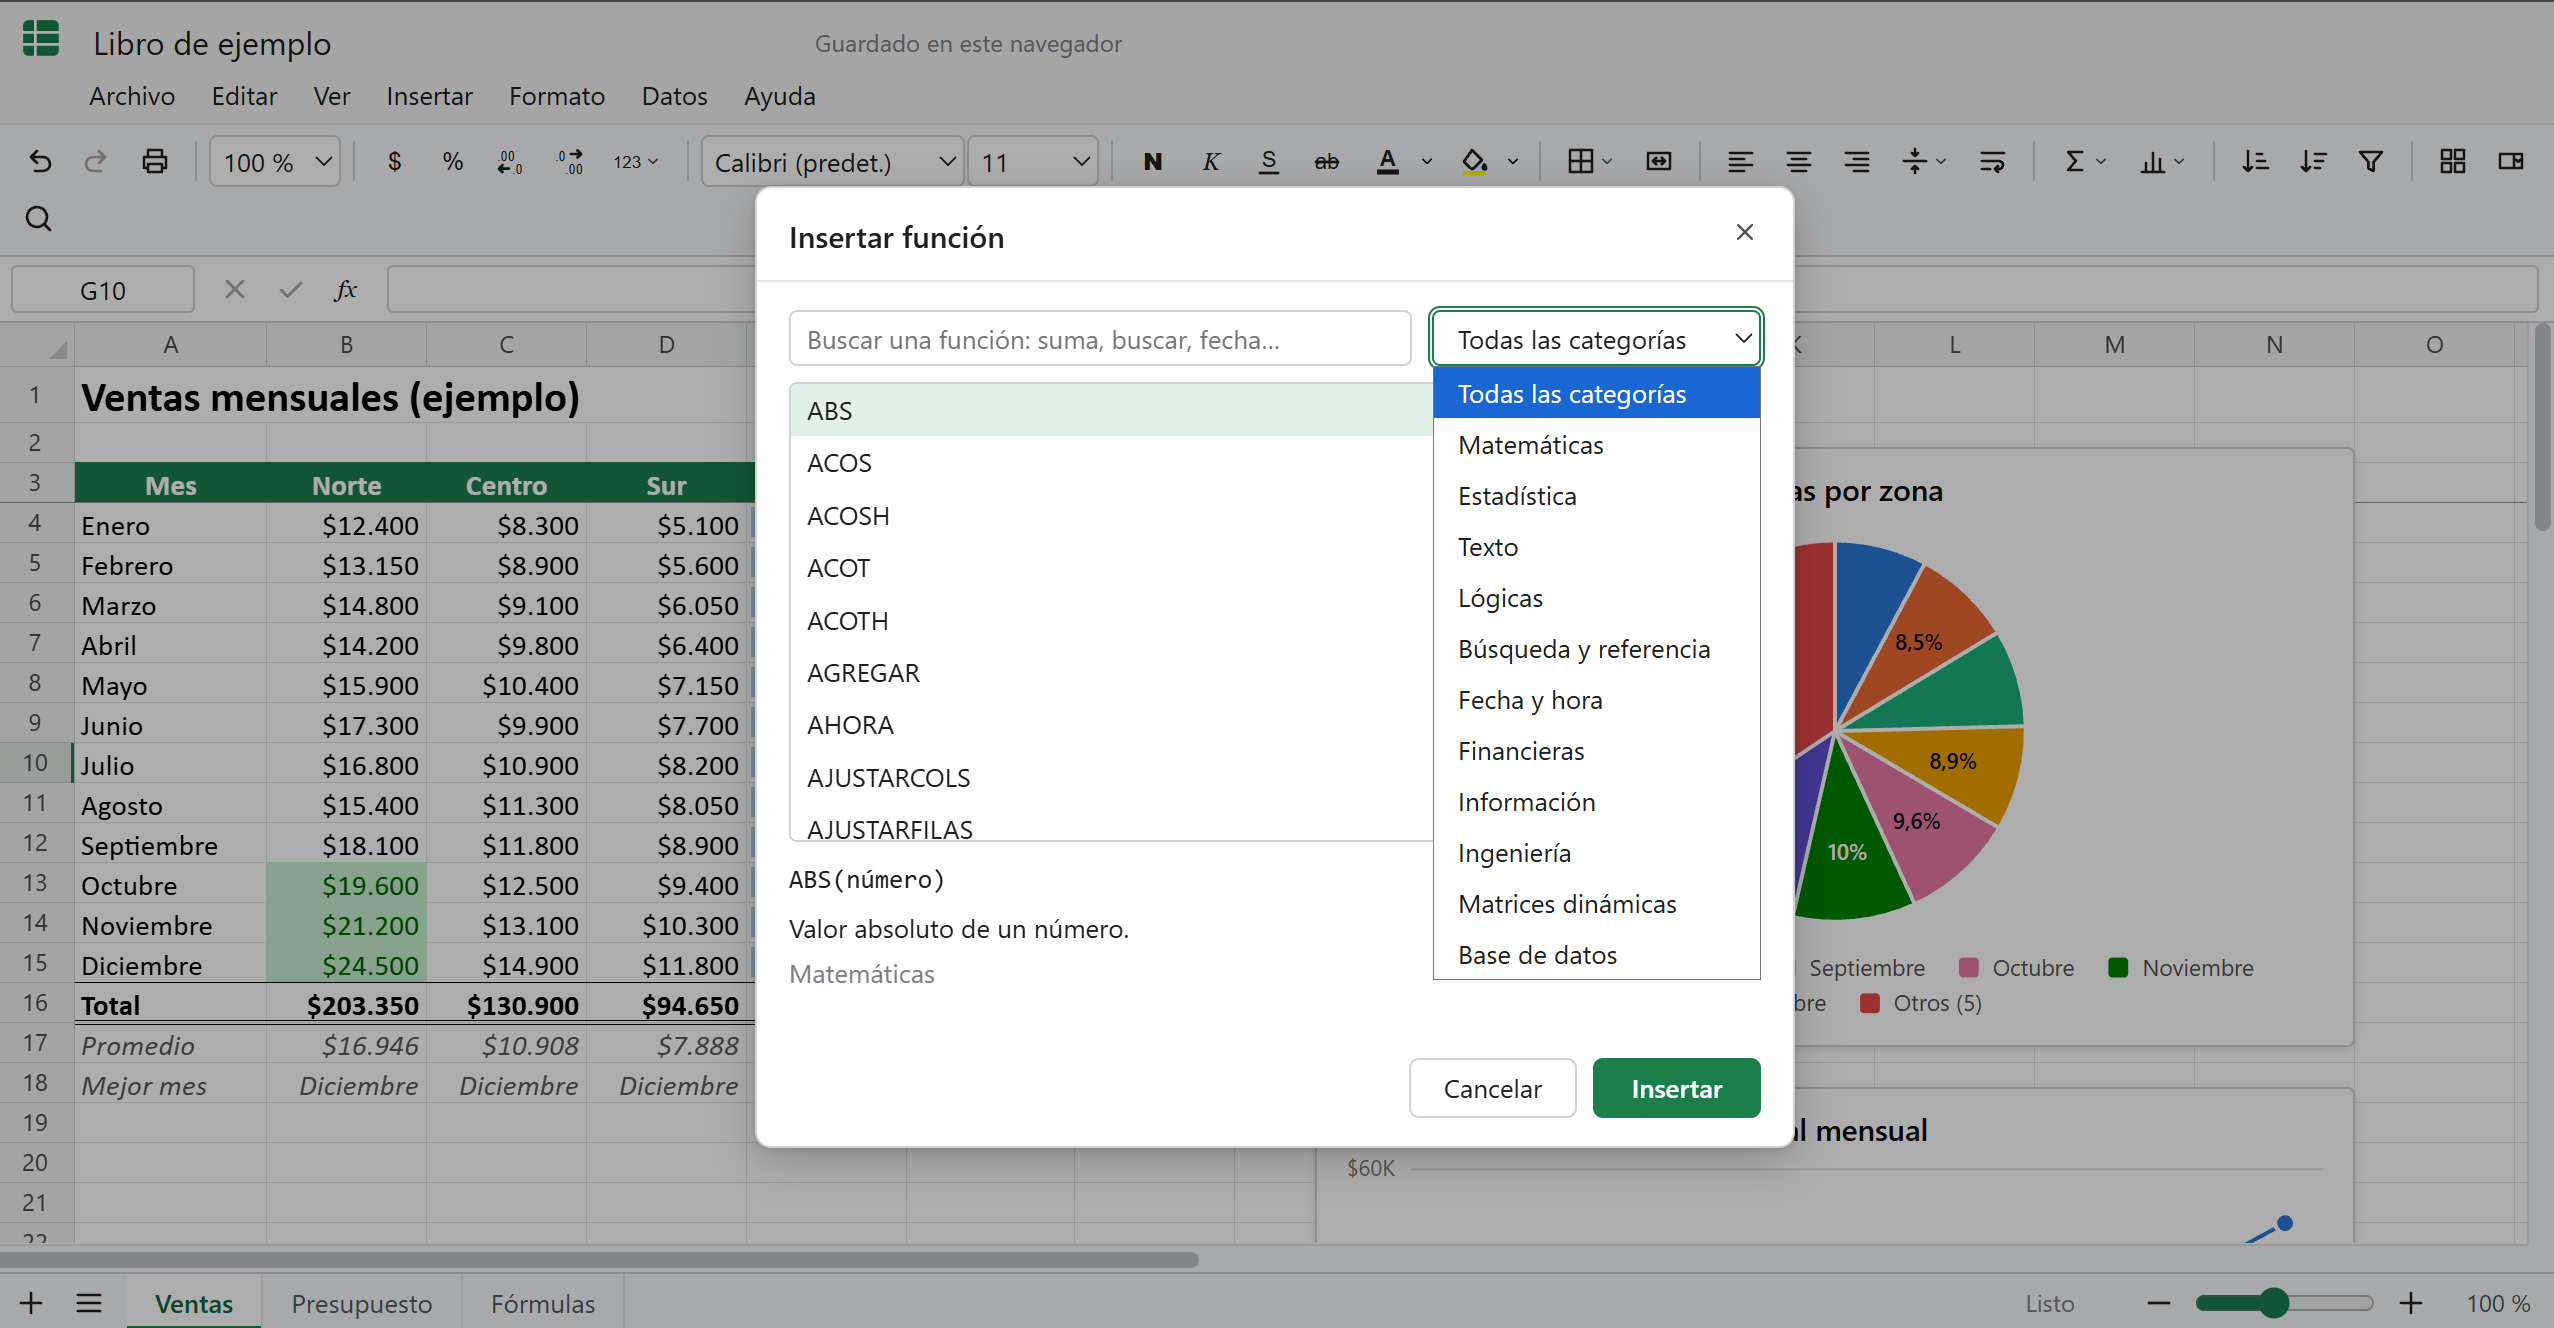 Libro de ejemplo
Guardado en este navegador
Archivo Editar Ver Insertar Formato Datos Ayuda
100 % $ % .00 .0 .0 .00 123 Calibri (predet.) 11 N K S ab A Σ
G10 fx
Insertar función
Buscar una función: suma, buscar, fecha... Todas las categorías
Todas las categorías
Matemáticas
Estadística
Texto
Lógicas
Búsqueda y referencia
Fecha y hora
Financieras
Información
Ingeniería
Matrices dinámicas
Base de datos
ABS
ACOS
ACOSH
ACOT
ACOTH
AGREGAR
AHORA
AJUSTARCOLS
AJUSTARFILAS
ABS(número)
Valor absoluto de un número.
Matemáticas
Cancelar Insertar
A B C D K L M N O
1 Ventas mensuales (ejemplo)
2
3 Mes Norte Centro Sur
4 Enero $12.400 $8.300 $5.100
5 Febrero $13.150 $8.900 $5.600
6 Marzo $14.800 $9.100 $6.050
7 Abril $14.200 $9.800 $6.400
8 Mayo $15.900 $10.400 $7.150
9 Junio $17.300 $9.900 $7.700
10 Julio $16.800 $10.900 $8.200
11 Agosto $15.400 $11.300 $8.050
12 Septiembre $18.100 $11.800 $8.900
13 Octubre $19.600 $12.500 $9.400
14 Noviembre $21.200 $13.100 $10.300
15 Diciembre $24.500 $14.900 $11.800
16 Total $203.350 $130.900 $94.650
17 Promedio $16.946 $10.908 $7.888
18 Mejor mes Diciembre Diciembre Diciembre
19
20
21
22
as por zona
8,5%
8,9%
9,6%
10%
Septiembre Octubre Noviembre
bre Otros (5)
al mensual
$60K
Ventas Presupuesto Fórmulas Listo 100 %